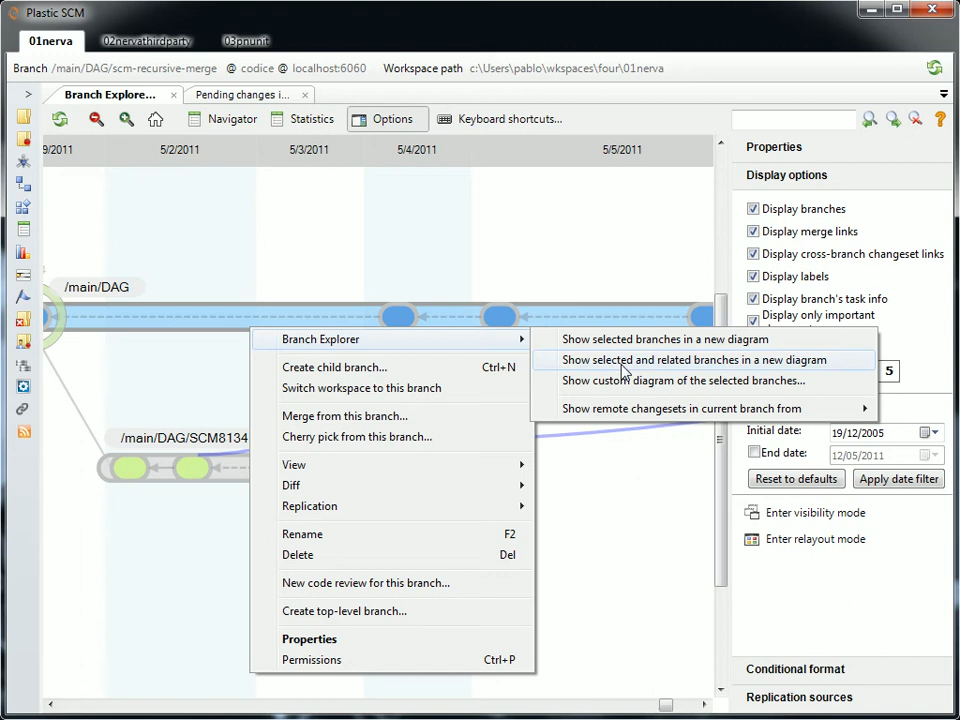 Plastic SCM
01nerva 02nervathirdparty 03pnunit
Branch /main/DAG/scm-recursive-merge @ codice @ localhost:6060 Workspace path c:\Users\pablo\wkspaces\four\01nerva
> Branch Explore... × Pending changes i... ×
Navigator Statistics Options Keyboard shortcuts... ?
9/2011 5/2/2011 5/3/2011 5/4/2011 5/5/2011
/main/DAG
/main/DAG/SCM8134
Branch Explorer
Create child branch... Ctrl+N
Switch workspace to this branch
Merge from this branch...
Cherry pick from this branch...
View
Diff
Replication
Rename F2
Delete Del
New code review for this branch...
Create top-level branch...
Properties
Permissions Ctrl+P
Show selected branches in a new diagram
Show selected and related branches in a new diagram
Show custom diagram of the selected branches...
Show remote changesets in current branch from
Properties
Display options
Display branches
Display merge links
Display cross-branch changeset links
Display labels
Display branch's task info
Display only important
5
Initial date: 19/12/2005
End date: 12/05/2011
Reset to defaults Apply date filter
Enter visibility mode
Enter relayout mode
Conditional format
Replication sources